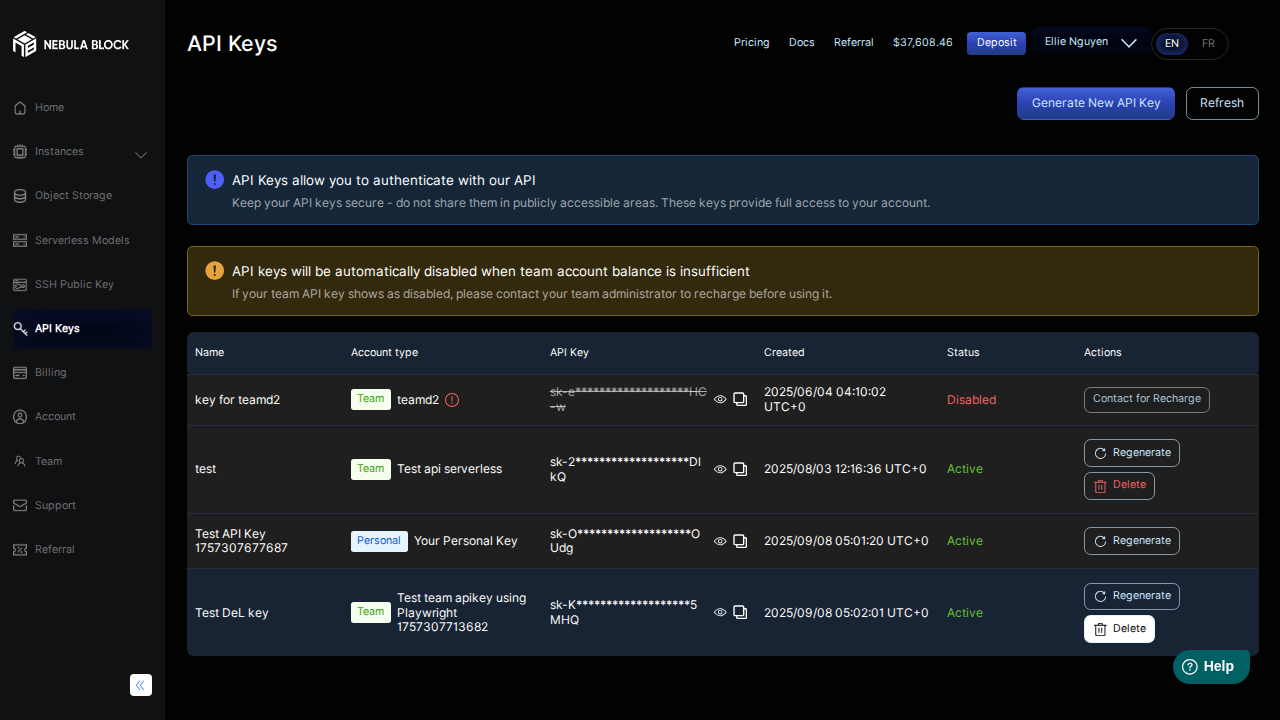 NEBULA BLOCK
API Keys
Pricing
Docs
Referral
$37,608.46
Deposit
Ellie Nguyen
EN
FR
Home
Instances
Object Storage
Serverless Models
SSH Public Key
API Keys
Billing
Account
Team
Support
Referral
Generate New API Key
Refresh
API Keys allow you to authenticate with our API
Keep your API keys secure - do not share them in publicly accessible areas. These keys provide full access to your account.
API keys will be automatically disabled when team account balance is insufficient
If your team API key shows as disabled, please contact your team administrator to recharge before using it.
Name
Account type
API Key
Created
Status
Actions
key for teamd2
Team
teamd2
sk-e*******************HC
-w
2025/06/04 04:10:02
UTC+0
Disabled
Contact for Recharge
test
Team
Test api serverless
sk-2*******************DI
kQ
2025/08/03 12:16:36 UTC+0
Active
Regenerate
Delete
Test API Key
1757307677687
Personal
Your Personal Key
sk-O*******************O
Udg
2025/09/08 05:01:20 UTC+0
Active
Regenerate
Test DeL key
Team
Test team apikey using
Playwright
1757307713682
sk-K*******************5
MHQ
2025/09/08 05:02:01 UTC+0
Active
Regenerate
Delete
Help